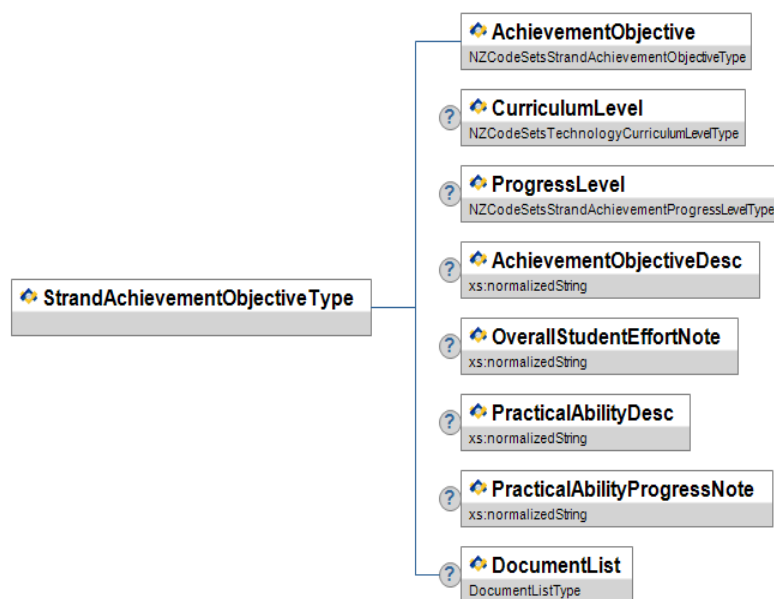 AchievementObjective
NZCodeSetsStrandAchievementObjectiveType
?
CurriculumLevel
NZCodeSetsTechnologyCurriculumLevelType
?
ProgressLevel
NZCodeSetsStrandAchievementProgressLevelType
?
AchievementObjectiveDesc
xs:normalizedString
StrandAchievementObjectiveType
?
OverallStudentEffortNote
xs:normalizedString
?
PracticalAbilityDesc
xs:normalizedString
?
PracticalAbilityProgressNote
xs:normalizedString
?
DocumentList
DocumentListType